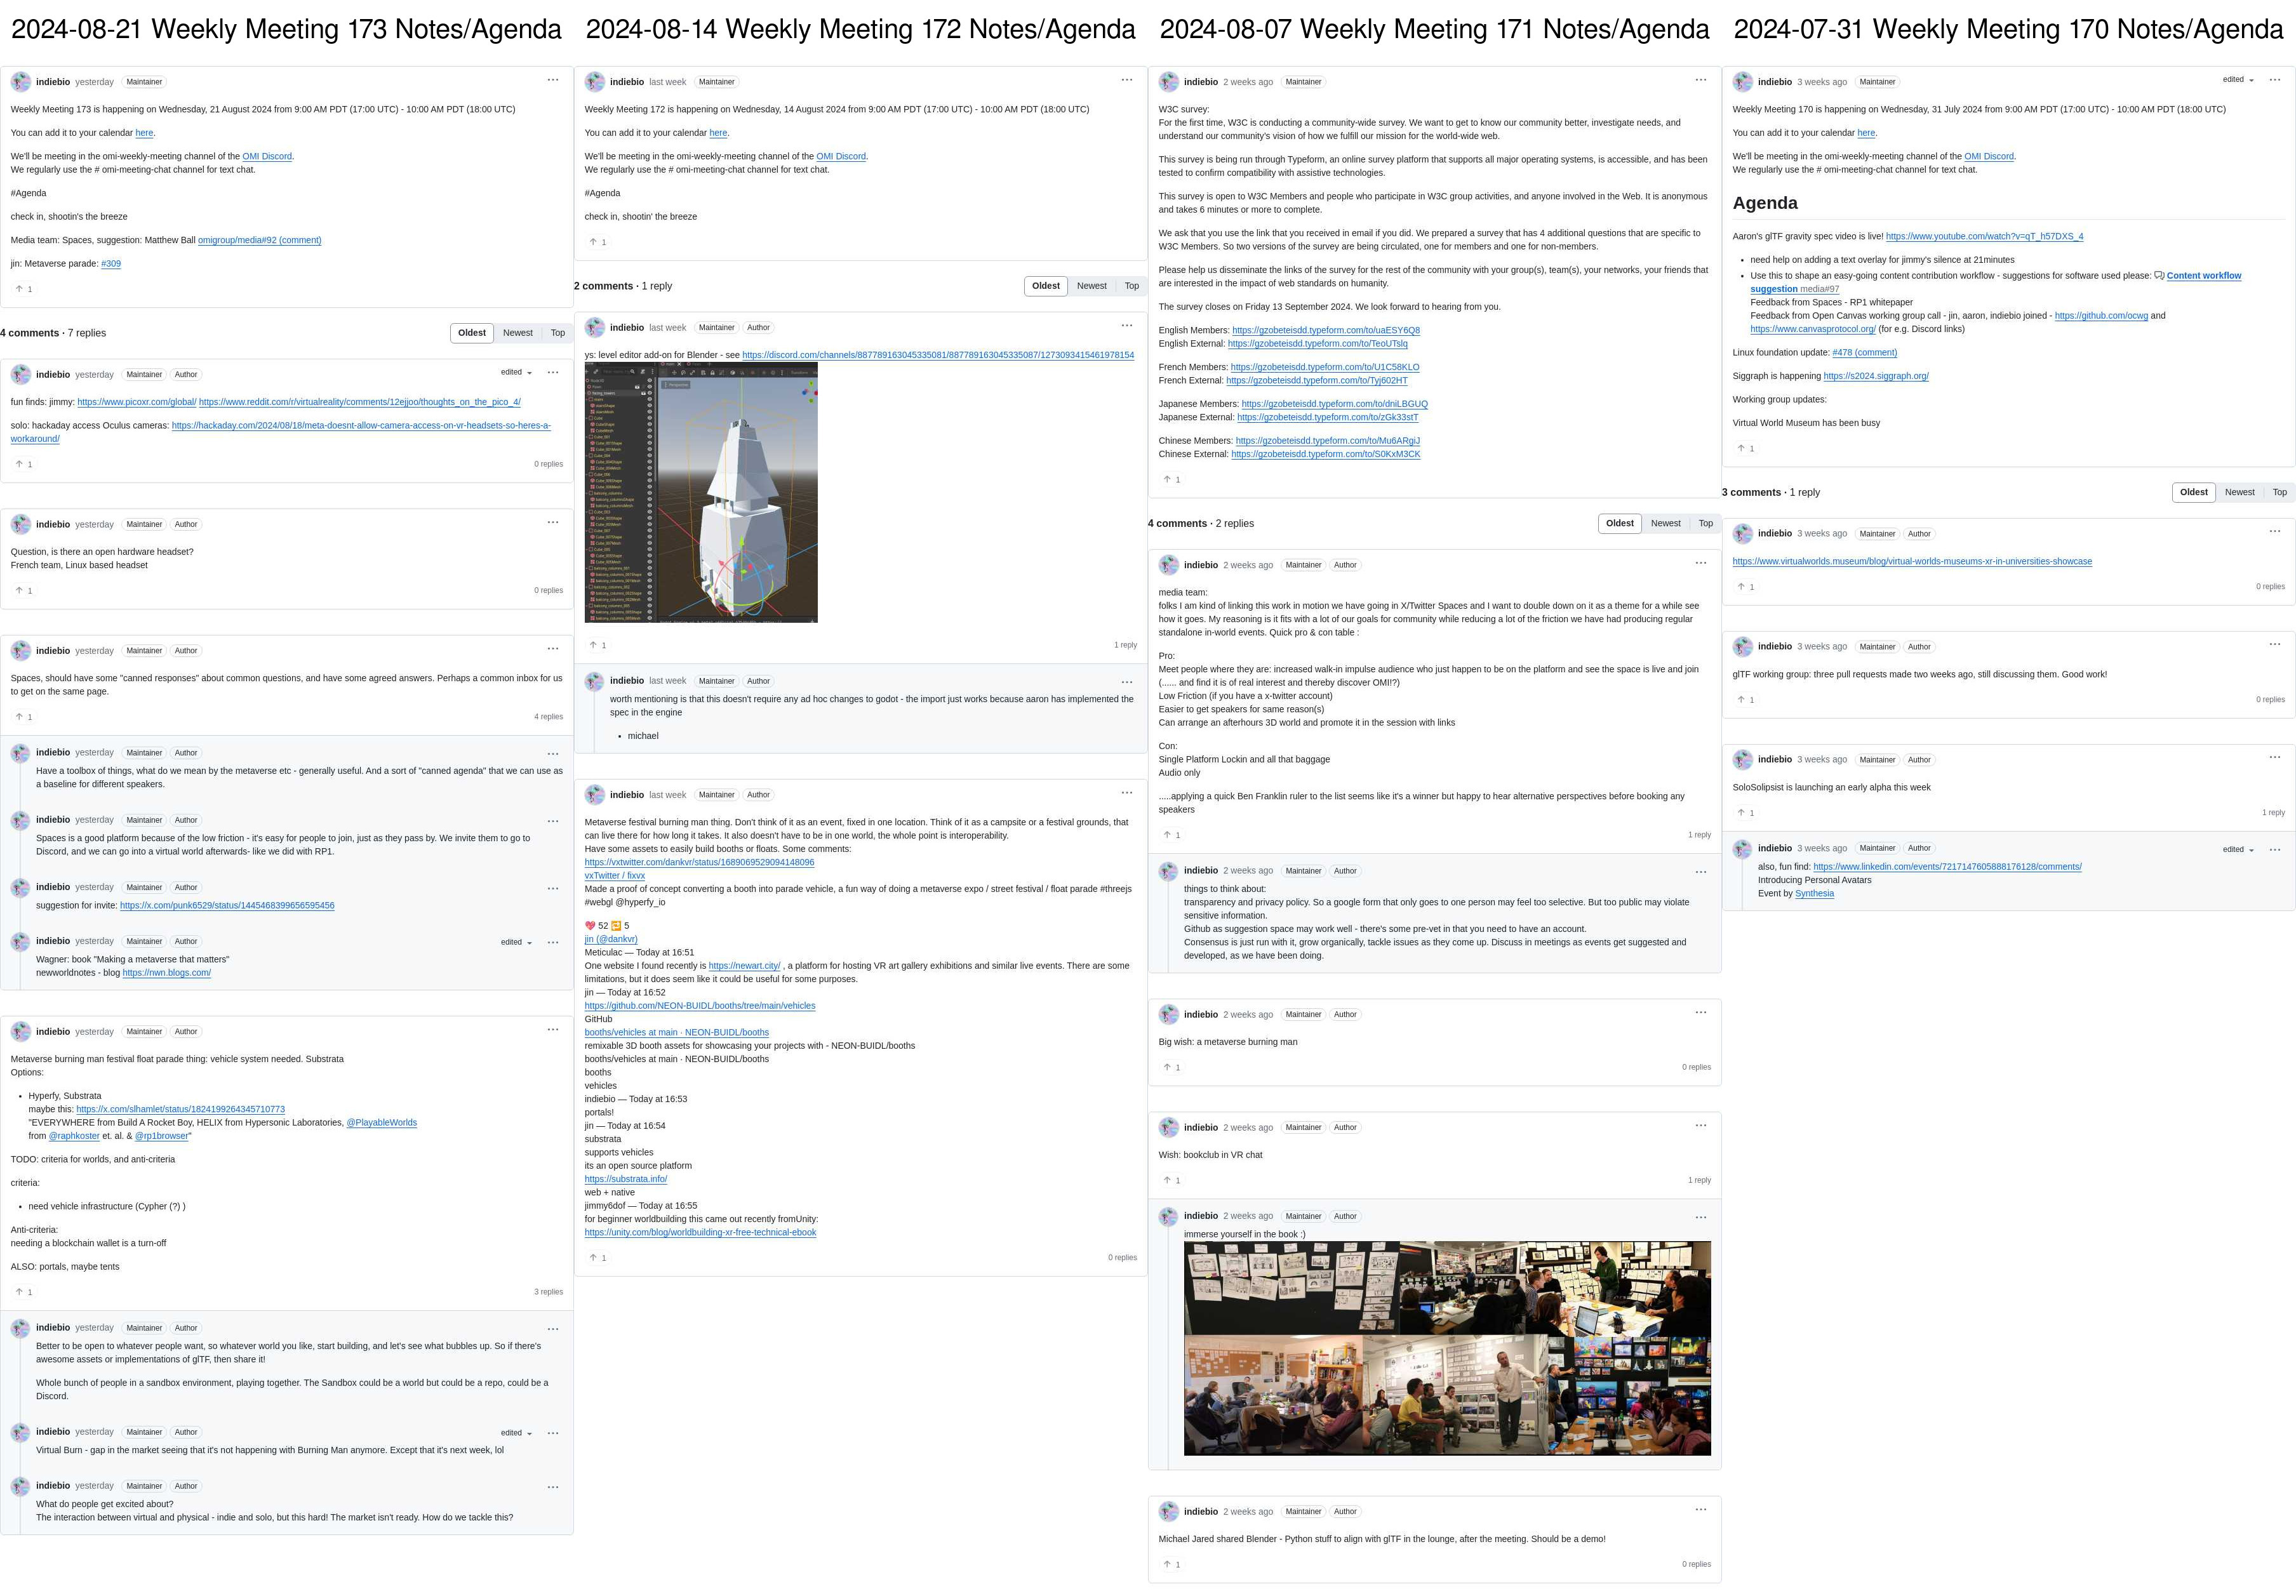 2024-08-21 Weekly Meeting 173 Notes/Agenda
indiebio yesterday Maintainer
Weekly Meeting 173 is happening on Wednesday, 21 August 2024 from 9:00 AM PDT (17:00 UTC) - 10:00 AM PDT (18:00 UTC)
You can add it to your calendar here.
We'll be meeting in the omi-weekly-meeting channel of the OMI Discord.
We regularly use the # omi-meeting-chat channel for text chat.
#Agenda
check in, shootin's the breeze
Media team: Spaces, suggestion: Matthew Ball omigroup/media#92 (comment)
jin: Metaverse parade: #309
1
4 comments · 7 replies
Oldest Newest Top
indiebio yesterday Maintainer Author edited
fun finds: jimmy: https://www.picoxr.com/global/ https://www.reddit.com/r/virtualreality/comments/12ejjoo/thoughts_on_the_pico_4/
solo: hackaday access Oculus cameras: https://hackaday.com/2024/08/18/meta-doesnt-allow-camera-access-on-vr-headsets-so-heres-a-
workaround/
1 0 replies
indiebio yesterday Maintainer Author
Question, is there an open hardware headset?
French team, Linux based headset
1 0 replies
indiebio yesterday Maintainer Author
Spaces, should have some "canned responses" about common questions, and have some agreed answers. Perhaps a common inbox for us
to get on the same page.
1 4 replies
indiebio yesterday Maintainer Author
Have a toolbox of things, what do we mean by the metaverse etc - generally useful. And a sort of "canned agenda" that we can use as
a baseline for different speakers.
indiebio yesterday Maintainer Author
Spaces is a good platform because of the low friction - it's easy for people to join, just as they pass by. We invite them to go to
Discord, and we can go into a virtual world afterwards- like we did with RP1.
indiebio yesterday Maintainer Author
suggestion for invite: https://x.com/punk6529/status/1445468399656595456
indiebio yesterday Maintainer Author edited
Wagner: book "Making a metaverse that matters"
newworldnotes - blog https://nwn.blogs.com/
indiebio yesterday Maintainer Author
Metaverse burning man festival float parade thing: vehicle system needed. Substrata
Options:
• Hyperfy, Substrata
maybe this: https://x.com/slhamlet/status/1824199264345710773
"EVERYWHERE from Build A Rocket Boy, HELIX from Hypersonic Laboratories, @PlayableWorlds
from @raphkoster et. al. & @rp1browser"
TODO: criteria for worlds, and anti-criteria
criteria:
• need vehicle infrastructure (Cypher (?) )
Anti-criteria:
needing a blockchain wallet is a turn-off
ALSO: portals, maybe tents
1 3 replies
indiebio yesterday Maintainer Author
Better to be open to whatever people want, so whatever world you like, start building, and let's see what bubbles up. So if there's
awesome assets or implementations of glTF, then share it!
Whole bunch of people in a sandbox environment, playing together. The Sandbox could be a world but could be a repo, could be a
Discord.
indiebio yesterday Maintainer Author edited
Virtual Burn - gap in the market seeing that it's not happening with Burning Man anymore. Except that it's next week, lol
indiebio yesterday Maintainer Author
What do people get excited about?
The interaction between virtual and physical - indie and solo, but this hard! The market isn't ready. How do we tackle this?
2024-08-14 Weekly Meeting 172 Notes/Agenda
indiebio last week Maintainer
Weekly Meeting 172 is happening on Wednesday, 14 August 2024 from 9:00 AM PDT (17:00 UTC) - 10:00 AM PDT (18:00 UTC)
You can add it to your calendar here.
We'll be meeting in the omi-weekly-meeting channel of the OMI Discord.
We regularly use the # omi-meeting-chat channel for text chat.
#Agenda
check in, shootin' the breeze
1
2 comments · 1 reply
Oldest Newest Top
indiebio last week Maintainer Author
ys: level editor add-on for Blender - see https://discord.com/channels/887789163045335081/887789163045335087/1273093415461978154
1 1 reply
indiebio last week Maintainer Author
worth mentioning is that this doesn't require any ad hoc changes to godot - the import just works because aaron has implemented the
spec in the engine
• michael
indiebio last week Maintainer Author
Metaverse festival burning man thing. Don't think of it as an event, fixed in one location. Think of it as a campsite or a festival grounds, that
can live there for how long it takes. It also doesn't have to be in one world, the whole point is interoperability.
Have some assets to easily build booths or floats. Some comments:
https://vxtwitter.com/dankvr/status/1689069529094148096
vxTwitter / fixvx
Made a proof of concept converting a booth into parade vehicle, a fun way of doing a metaverse expo / street festival / float parade #threejs
#webgl @hyperfy_io
💖 52 🔁 5
jin (@dankvr)
Meticulac — Today at 16:51
One website I found recently is https://newart.city/ , a platform for hosting VR art gallery exhibitions and similar live events. There are some
limitations, but it does seem like it could be useful for some purposes.
jin — Today at 16:52
https://github.com/NEON-BUIDL/booths/tree/main/vehicles
GitHub
booths/vehicles at main · NEON-BUIDL/booths
remixable 3D booth assets for showcasing your projects with - NEON-BUIDL/booths
booths/vehicles at main · NEON-BUIDL/booths
booths
vehicles
indiebio — Today at 16:53
portals!
jin — Today at 16:54
substrata
supports vehicles
its an open source platform
https://substrata.info/
web + native
jimmy6dof — Today at 16:55
for beginner worldbuilding this came out recently fromUnity:
https://unity.com/blog/worldbuilding-xr-free-technical-ebook
1 0 replies
2024-08-07 Weekly Meeting 171 Notes/Agenda
indiebio 2 weeks ago Maintainer
W3C survey:
For the first time, W3C is conducting a community-wide survey. We want to get to know our community better, investigate needs, and
understand our community's vision of how we fulfill our mission for the world-wide web.
This survey is being run through Typeform, an online survey platform that supports all major operating systems, is accessible, and has been
tested to confirm compatibility with assistive technologies.
This survey is open to W3C Members and people who participate in W3C group activities, and anyone involved in the Web. It is anonymous
and takes 6 minutes or more to complete.
We ask that you use the link that you received in email if you did. We prepared a survey that has 4 additional questions that are specific to
W3C Members. So two versions of the survey are being circulated, one for members and one for non-members.
Please help us disseminate the links of the survey for the rest of the community with your group(s), team(s), your networks, your friends that
are interested in the impact of web standards on humanity.
The survey closes on Friday 13 September 2024. We look forward to hearing from you.
English Members: https://gzobeteisdd.typeform.com/to/uaESY6Q8
English External: https://gzobeteisdd.typeform.com/to/TeoUTslq
French Members: https://gzobeteisdd.typeform.com/to/U1C58KLO
French External: https://gzobeteisdd.typeform.com/to/Tyj602HT
Japanese Members: https://gzobeteisdd.typeform.com/to/dniLBGUQ
Japanese External: https://gzobeteisdd.typeform.com/to/zGk33stT
Chinese Members: https://gzobeteisdd.typeform.com/to/Mu6ARgiJ
Chinese External: https://gzobeteisdd.typeform.com/to/S0KxM3CK
1
4 comments · 2 replies
Oldest Newest Top
indiebio 2 weeks ago Maintainer Author
media team:
folks I am kind of linking this work in motion we have going in X/Twitter Spaces and I want to double down on it as a theme for a while see
how it goes. My reasoning is it fits with a lot of our goals for community while reducing a lot of the friction we have had producing regular
standalone in-world events. Quick pro & con table :
Pro:
Meet people where they are: increased walk-in impulse audience who just happen to be on the platform and see the space is live and join
(...... and find it is of real interest and thereby discover OMI!?)
Low Friction (if you have a x-twitter account)
Easier to get speakers for same reason(s)
Can arrange an afterhours 3D world and promote it in the session with links
Con:
Single Platform Lockin and all that baggage
Audio only
.....applying a quick Ben Franklin ruler to the list seems like it's a winner but happy to hear alternative perspectives before booking any
speakers
1 1 reply
indiebio 2 weeks ago Maintainer Author
things to think about:
transparency and privacy policy. So a google form that only goes to one person may feel too selective. But too public may violate
sensitive information.
Github as suggestion space may work well - there's some pre-vet in that you need to have an account.
Consensus is just run with it, grow organically, tackle issues as they come up. Discuss in meetings as events get suggested and
developed, as we have been doing.
indiebio 2 weeks ago Maintainer Author
Big wish: a metaverse burning man
1 0 replies
indiebio 2 weeks ago Maintainer Author
Wish: bookclub in VR chat
1 1 reply
indiebio 2 weeks ago Maintainer Author
immerse yourself in the book :)
indiebio 2 weeks ago Maintainer Author
Michael Jared shared Blender - Python stuff to align with glTF in the lounge, after the meeting. Should be a demo!
1 0 replies
2024-07-31 Weekly Meeting 170 Notes/Agenda
indiebio 3 weeks ago Maintainer edited
Weekly Meeting 170 is happening on Wednesday, 31 July 2024 from 9:00 AM PDT (17:00 UTC) - 10:00 AM PDT (18:00 UTC)
You can add it to your calendar here.
We'll be meeting in the omi-weekly-meeting channel of the OMI Discord.
We regularly use the # omi-meeting-chat channel for text chat.
Agenda
Aaron's glTF gravity spec video is live! https://www.youtube.com/watch?v=qT_h57DXS_4
• need help on adding a text overlay for jimmy's silence at 21minutes
• Use this to shape an easy-going content contribution workflow - suggestions for software used please: Content workflow
suggestion media#97
Feedback from Spaces - RP1 whitepaper
Feedback from Open Canvas working group call - jin, aaron, indiebio joined - https://github.com/ocwg and
https://www.canvasprotocol.org/ (for e.g. Discord links)
Linux foundation update: #478 (comment)
Siggraph is happening https://s2024.siggraph.org/
Working group updates:
Virtual World Museum has been busy
1
3 comments · 1 reply
Oldest Newest Top
indiebio 3 weeks ago Maintainer Author
https://www.virtualworlds.museum/blog/virtual-worlds-museums-xr-in-universities-showcase
1 0 replies
indiebio 3 weeks ago Maintainer Author
glTF working group: three pull requests made two weeks ago, still discussing them. Good work!
1 0 replies
indiebio 3 weeks ago Maintainer Author
SoloSolipsist is launching an early alpha this week
1 1 reply
indiebio 3 weeks ago Maintainer Author edited
also, fun find: https://www.linkedin.com/events/7217147605888176128/comments/
Introducing Personal Avatars
Event by Synthesia